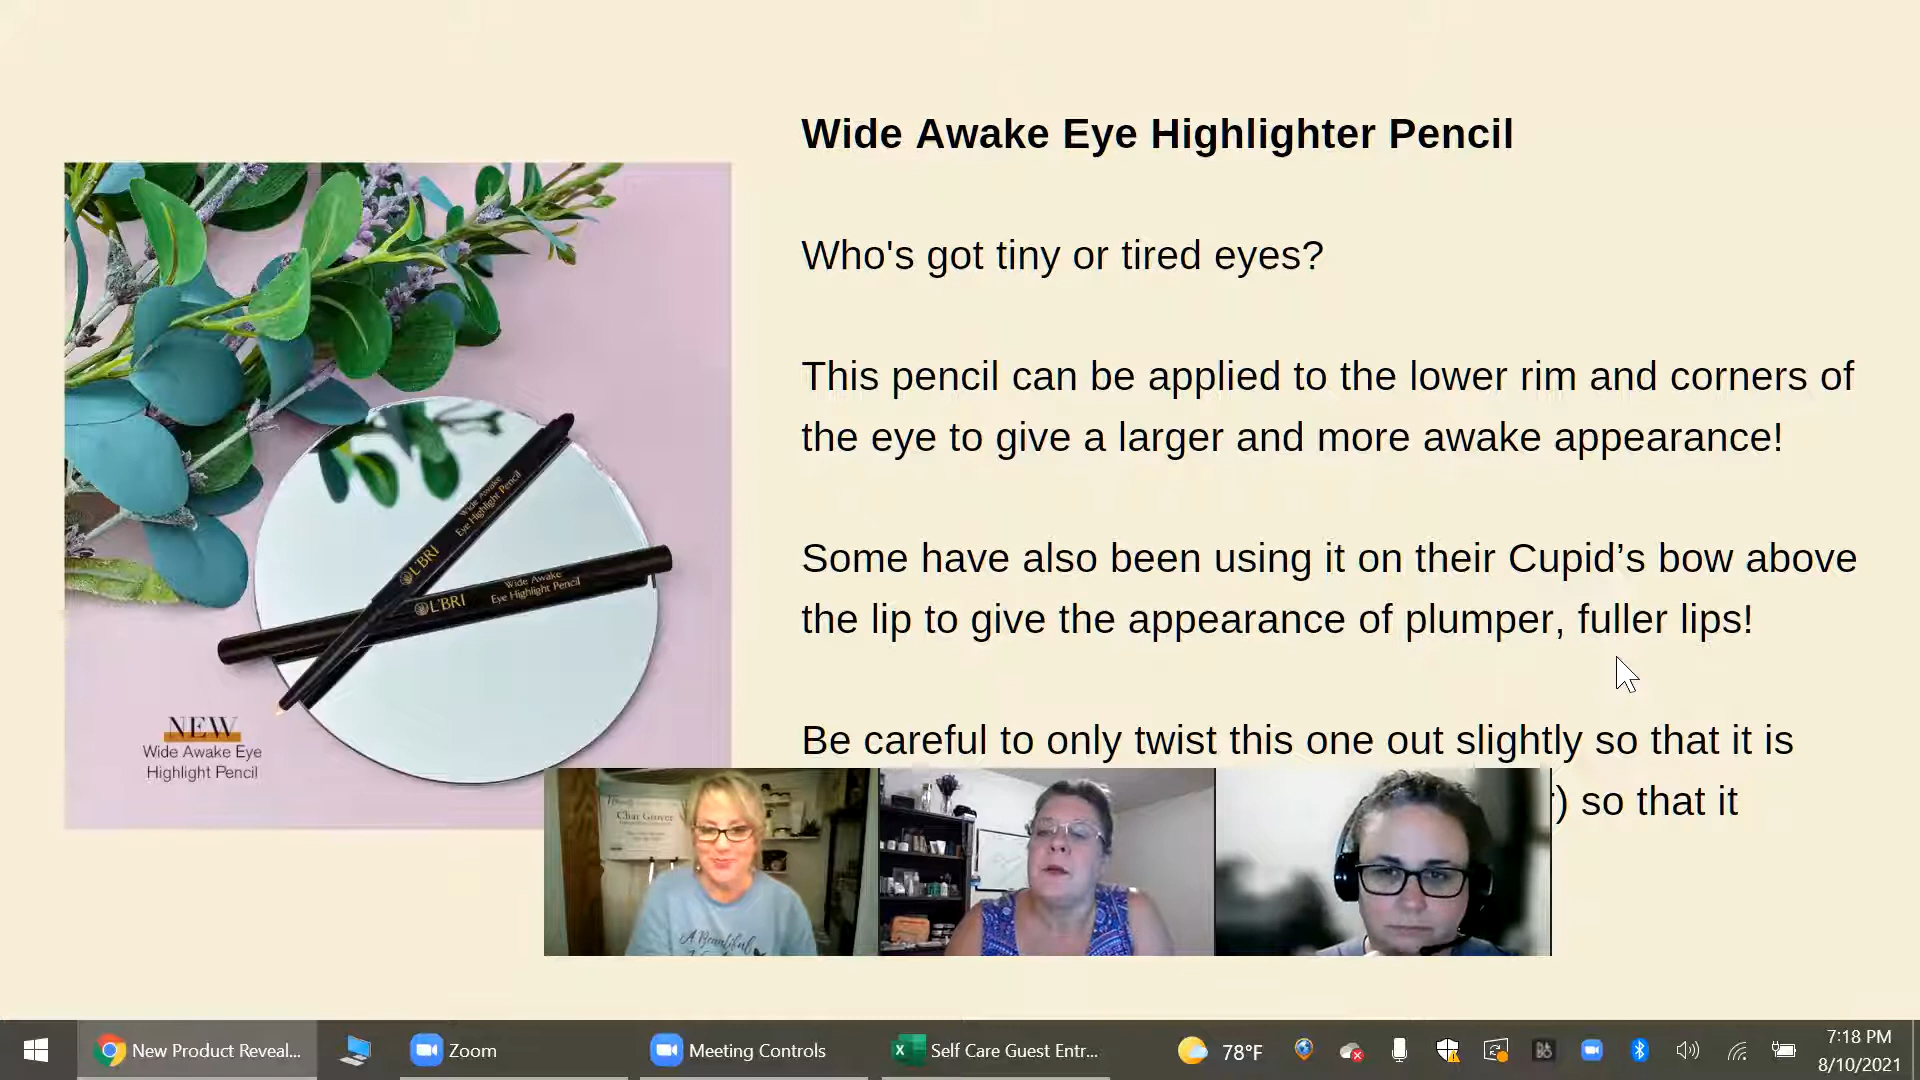 Wide Awake Eye Highlighter Pencil
Who's got tiny or tired eyes?
This pencil can be applied to the lower rim and corners of
the eye to give a larger and more awake appearance!
Some have also been using it on their Cupid’s bow above
the lip to give the appearance of plumper, fuller lips!
Be careful to only twist this one out slightly so that it is
) so that it
Wide Awake
Eye Highlight Pencil
L'BRI
Wide Awake
Eye Highlight Pencil
L'BRI
NEW
Wide Awake Eye
Highlight Pencil
Char Grover
A Beautiful
New Product Reveal...
Zoom
Meeting Controls
Self Care Guest Entr...
78°F
7:18 PM
8/10/2021